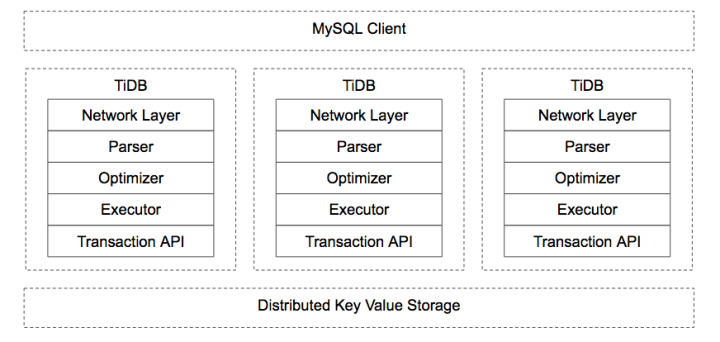 MySQL Client
TiDB
Network Layer
Parser
Optimizer
Executor
Transaction API
TiDB
Network Layer
Parser
Optimizer
Executor
Transaction API
TiDB
Network Layer
Parser
Optimizer
Executor
Transaction API
Distributed Key Value Storage